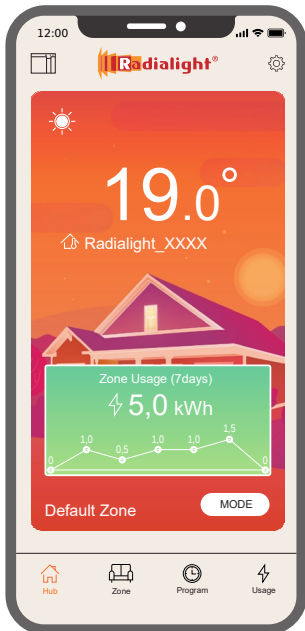 12:00
Radialight®
19.0°
Radialight_XXXX
Zone Usage (7days)
5,0 kWh
0 1,0 0,5 1,0 1,0 1,5 0
Default Zone MODE
Hub Zone Program Usage